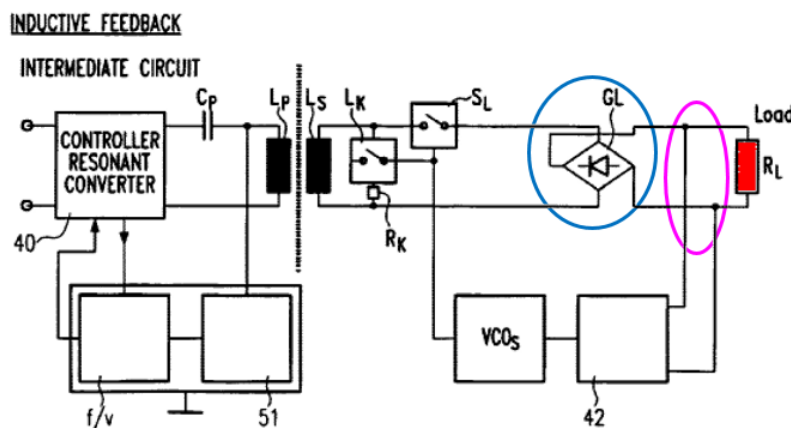 INDUCTIVE FEEDBACK
INTERMEDIATE CIRCUIT
CP
LP
LS
LK
SL
GL
Load
CONTROLLER
RESONANT
CONVERTER
RL
40
RK
VCOS
f/v
51
42